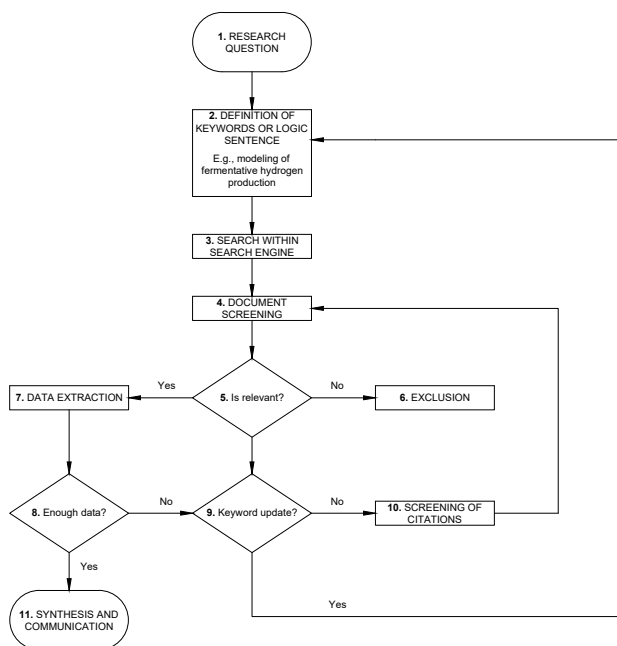 1. RESEARCH
QUESTION
2. DEFINITION OF
KEYWORDS OR LOGIC
SENTENCE
E.g., modeling of
fermentative hydrogen
production
3. SEARCH WITHIN
SEARCH ENGINE
4. DOCUMENT
SCREENING
Yes
No
7. DATA EXTRACTION
5. Is relevant?
6. EXCLUSION
No
No
8. Enough data?
9. Keyword update?
10. SCREENING OF
CITATIONS
Yes
Yes
11. SYNTHESIS AND
COMMUNICATION